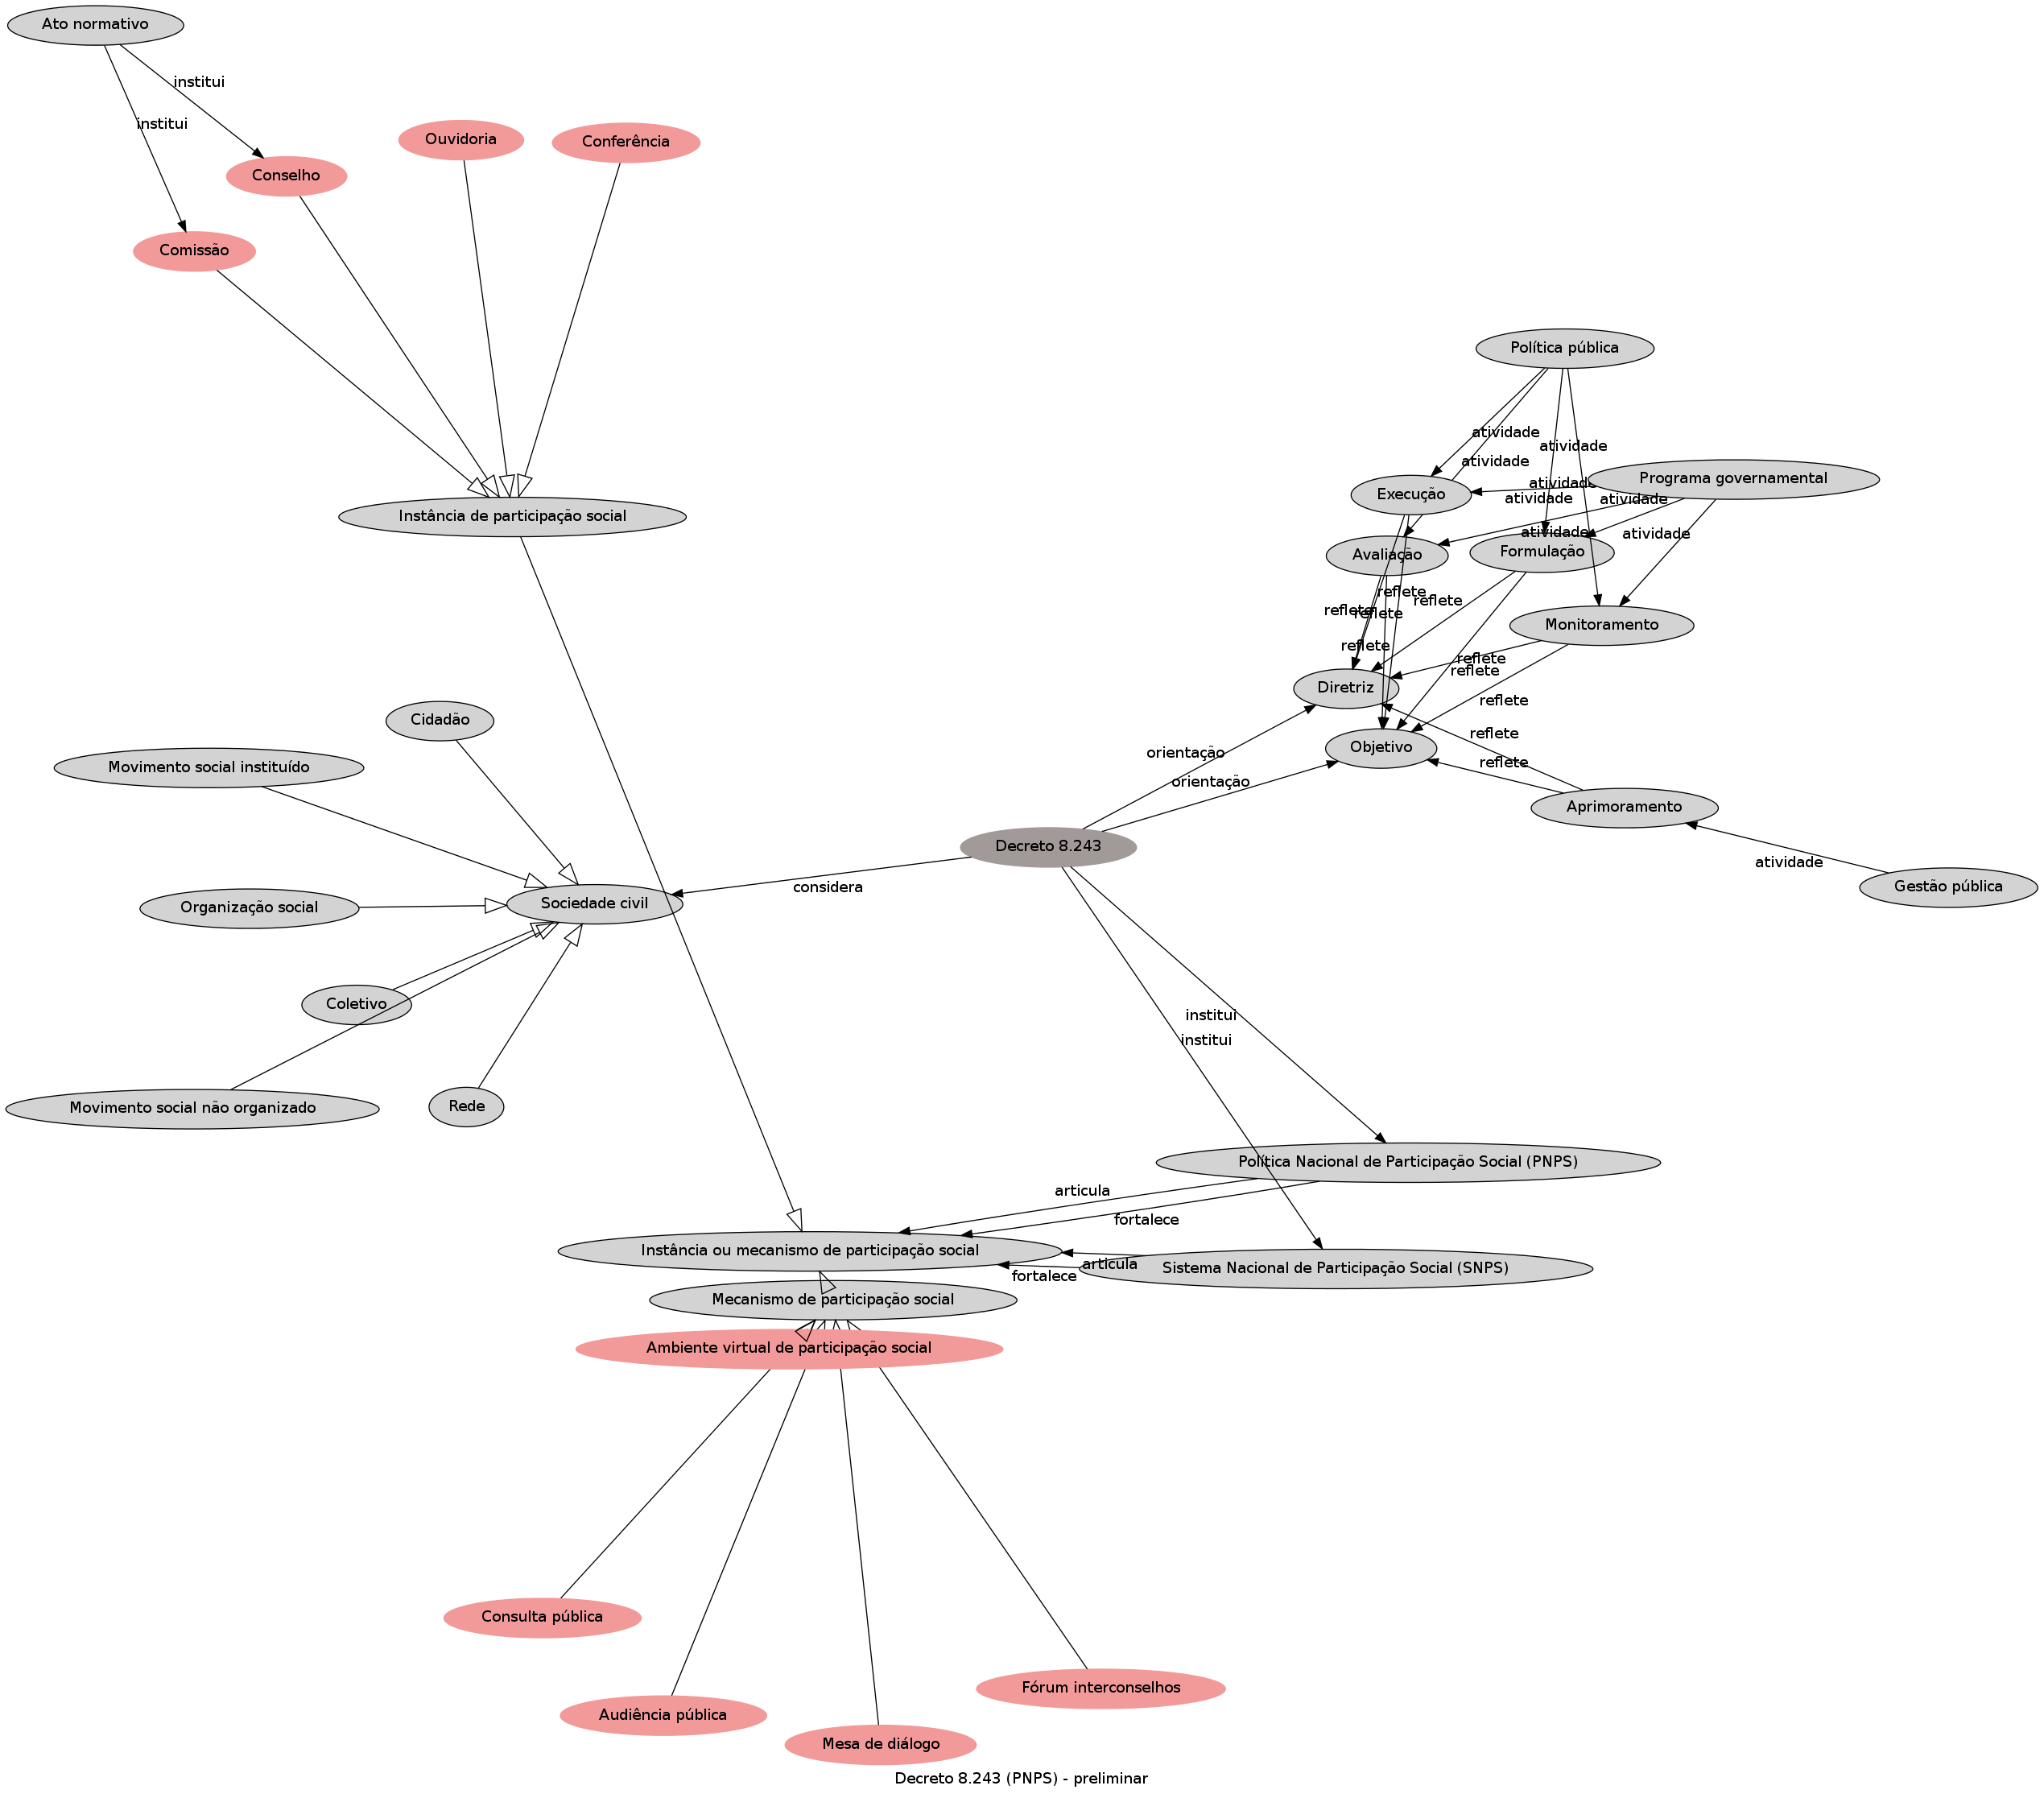 Ato normativo
institui
institui
Ouvidoria
Conferência
Conselho
Comissão
Política pública
atividade
atividade
atividade
Programa governamental
atividade
atividade
atividade
Execução
Instância de participação social
atividade
atividade
Formulação
Avaliação
reflete
reflete
reflete
reflete
Monitoramento
reflete
reflete
reflete
Diretriz
reflete
Cidadão
reflete
Objetivo
orientação
reflete
Movimento social instituído
orientação
Aprimoramento
Decreto 8.243
atividade
considera
Gestão pública
Sociedade civil
Organização social
Coletivo
institui
institui
Rede
Movimento social não organizado
Política Nacional de Participação Social (PNPS)
articula
fortalece
Instância ou mecanismo de participação social
articula
Sistema Nacional de Participação Social (SNPS)
fortalece
Mecanismo de participação social
Ambiente virtual de participação social
Consulta pública
Fórum interconselhos
Audiência pública
Mesa de diálogo
Decreto 8.243 (PNPS) - preliminar